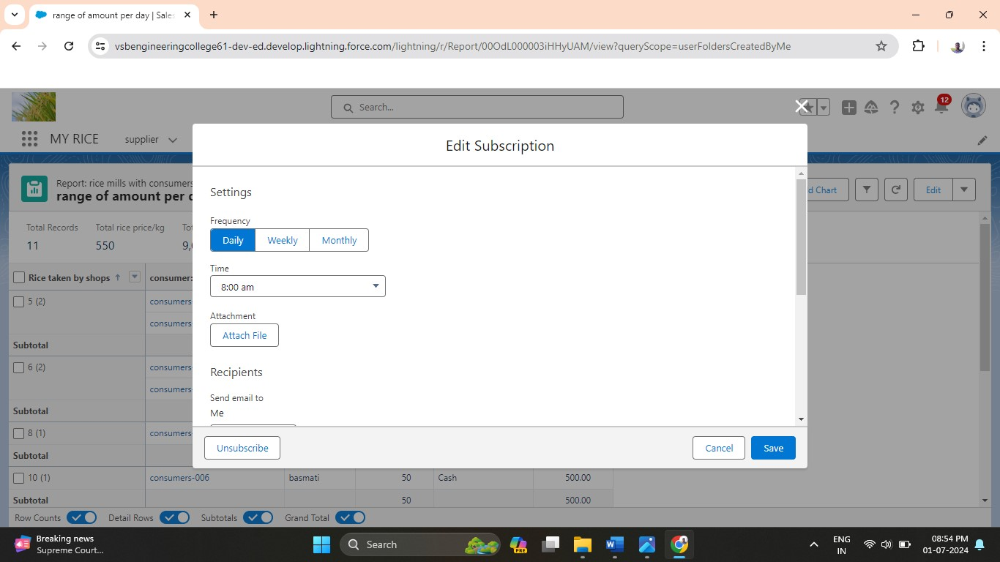 range of amount per day | Sales
vsbengineeringcollege61-dev-ed.develop.lightning.force.com/lightning/r/Report/00OdL000003iHHyUAM/view?queryScope=userFoldersCreatedByMe
Search...
12
MY RICE supplier
Edit Subscription
Report: rice mills with consumers
range of amount per d
d Chart
Edit
Settings
Total Records Total rice price/kg Tot
11 550 9,
Frequency
Daily Weekly Monthly
Time
8:00 am
Rice taken by shops ↑ consumer:
5 (2) consumers-
consumers-
Attachment
Attach File
Subtotal
6 (2) consumers-
consumers-
Recipients
Send email to
Me
Subtotal
8 (1) consumers-
Unsubscribe Cancel Save
Subtotal
10 (1) consumers-006 basmati 50 Cash 500.00
Subtotal 50 500.00
Row Counts Detail Rows Subtotals Grand Total
Breaking news
Supreme Court...
Search
PRE
ENG
IN
08:54 PM
01-07-2024